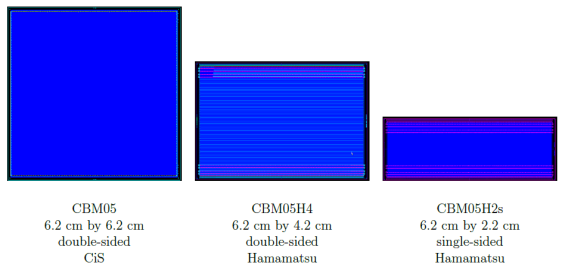 CBM05
6.2 cm by 6.2 cm
double-sided
CiS
CBM05H4
6.2 cm by 4.2 cm
double-sided
Hamamatsu
CBM05H2s
6.2 cm by 2.2 cm
single-sided
Hamamatsu